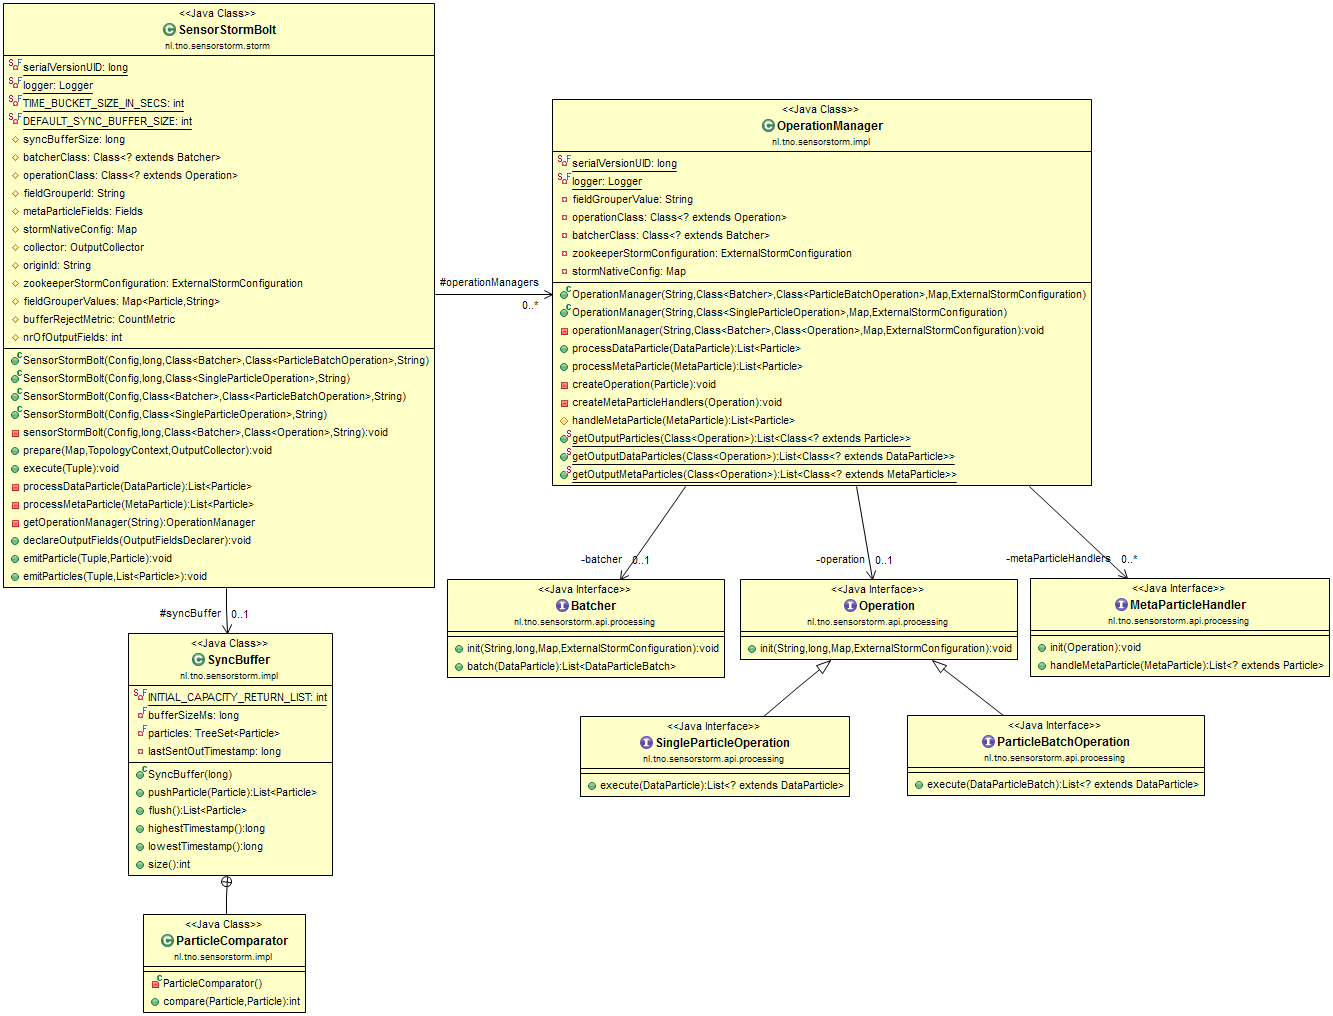 <<Java Class>>
SensorStormBolt
nl.tno.sensorstorm.storm
serialVersionUID: long
logger: Logger
TIME_BUCKET_SIZE_IN_SECS: int
DEFAULT_SYNC_BUFFER_SIZE: int
syncBufferSize: long
batcherClass: Class<? extends Batcher>
operationClass: Class<? extends Operation>
fieldGrouperId: String
metaParticleFields: Fields
stormNativeConfig: Map
collector: OutputCollector
originId: String
zookeeperStormConfiguration: ExternalStormConfiguration
fieldGrouperValues: Map<Particle,String>
bufferRejectMetric: CountMetric
nrOfOutputFields: int
SensorStormBolt(Config,long,Class<Batcher>,Class<ParticleBatchOperation>,String)
SensorStormBolt(Config,long,Class<SingleParticleOperation>,String)
SensorStormBolt(Config,Class<Batcher>,Class<ParticleBatchOperation>,String)
SensorStormBolt(Config,Class<SingleParticleOperation>,String)
sensorStormBolt(Config,long,Class<Batcher>,Class<Operation>,String):void
prepare(Map,TopologyContext,OutputCollector):void
execute(Tuple):void
processDataParticle(DataParticle):List<Particle>
processMetaParticle(MetaParticle):List<Particle>
getOperationManager(String):OperationManager
declareOutputFields(OutputFieldsDeclarer):void
emitParticle(Tuple,Particle):void
emitParticles(Tuple,List<Particle>):void
#operationManagers
0..*
<<Java Class>>
OperationManager
nl.tno.sensorstorm.impl
serialVersionUID: long
logger: Logger
fieldGrouperValue: String
operationClass: Class<? extends Operation>
batcherClass: Class<? extends Batcher>
zookeeperStormConfiguration: ExternalStormConfiguration
stormNativeConfig: Map
OperationManager(String,Class<Batcher>,Class<ParticleBatchOperation>,Map,ExternalStormConfiguration)
OperationManager(String,Class<SingleParticleOperation>,Map,ExternalStormConfiguration)
operationManager(String,Class<Batcher>,Class<Operation>,Map,ExternalStormConfiguration):void
processDataParticle(DataParticle):List<Particle>
processMetaParticle(MetaParticle):List<Particle>
createOperation(Particle):void
createMetaParticleHandlers(Operation):void
handleMetaParticle(MetaParticle):List<Particle>
getOutputParticles(Class<Operation>):List<Class<? extends Particle>>
getOutputDataParticles(Class<Operation>):List<Class<? extends DataParticle>>
getOutputMetaParticles(Class<Operation>):List<Class<? extends MetaParticle>>
-batcher 0..1
-operation 0..1
-metaParticleHandlers 0..*
<<Java Interface>>
Batcher
nl.tno.sensorstorm.api.processing
init(String,long,Map,ExternalStormConfiguration):void
batch(DataParticle):List<DataParticleBatch>
<<Java Interface>>
Operation
nl.tno.sensorstorm.api.processing
init(String,long,Map,ExternalStormConfiguration):void
<<Java Interface>>
MetaParticleHandler
nl.tno.sensorstorm.api.processing
init(Operation):void
handleMetaParticle(MetaParticle):List<? extends Particle>
#syncBuffer 0..1
<<Java Class>>
SyncBuffer
nl.tno.sensorstorm.impl
INITIAL_CAPACITY_RETURN_LIST: int
bufferSizeMs: long
particles: TreeSet<Particle>
lastSentOutTimestamp: long
SyncBuffer(long)
pushParticle(Particle):List<Particle>
flush():List<Particle>
highestTimestamp():long
lowestTimestamp():long
size():int
<<Java Interface>>
SingleParticleOperation
nl.tno.sensorstorm.api.processing
execute(DataParticle):List<? extends DataParticle>
<<Java Interface>>
ParticleBatchOperation
nl.tno.sensorstorm.api.processing
execute(DataParticleBatch):List<? extends DataParticle>
<<Java Class>>
ParticleComparator
nl.tno.sensorstorm.impl
ParticleComparator()
compare(Particle,Particle):int